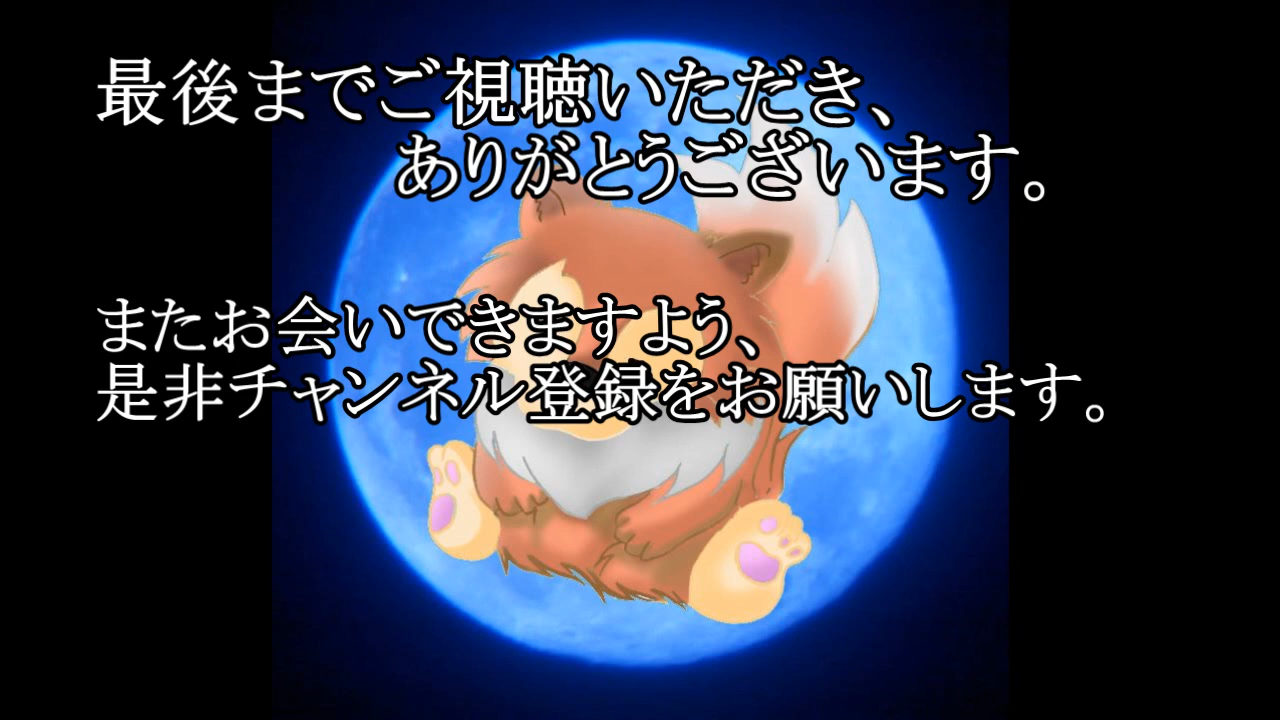 最後までご視聴いただき、
ありがとうございます。
またお会いできますよう、
是非チャンネル登録をお願いします。